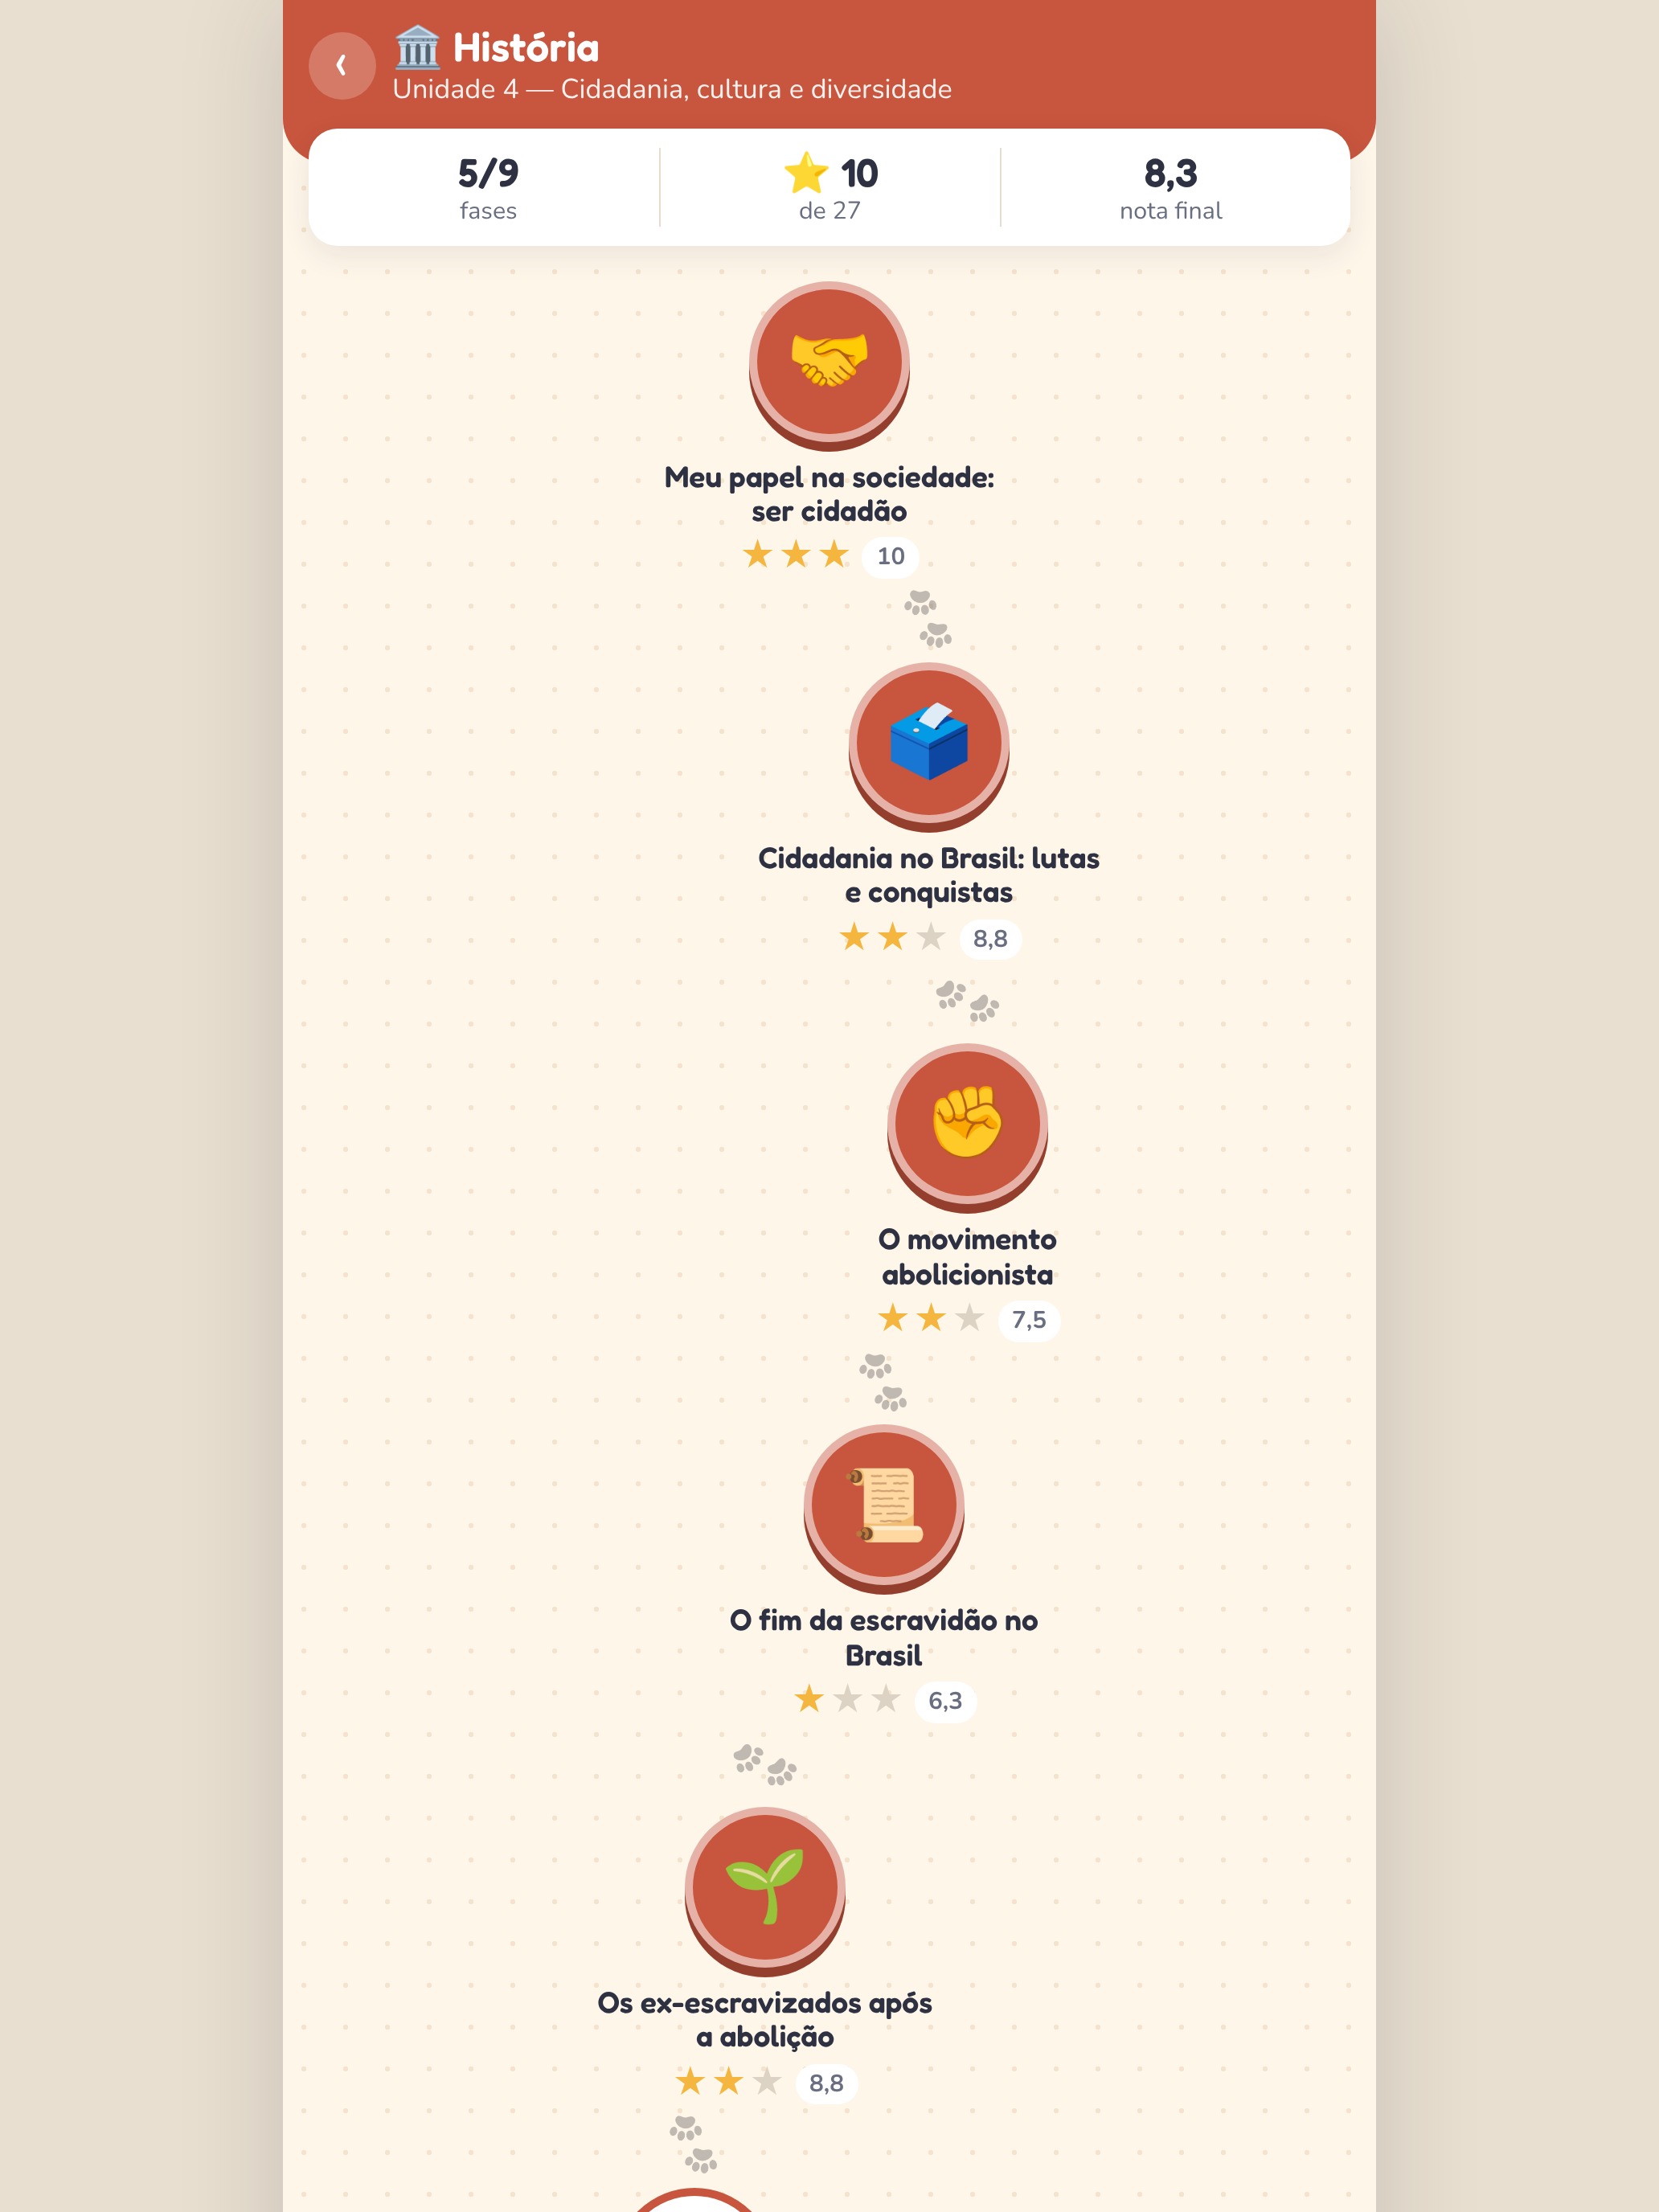 História
Unidade 4 — Cidadania, cultura e diversidade
5/9
fases
10
de 27
8,3
nota final
Meu papel na sociedade:
ser cidadão
10
Cidadania no Brasil: lutas
e conquistas
8,8
O movimento
abolicionista
7,5
O fim da escravidão no
Brasil
6,3
Os ex-escravizados após
a abolição
8,8